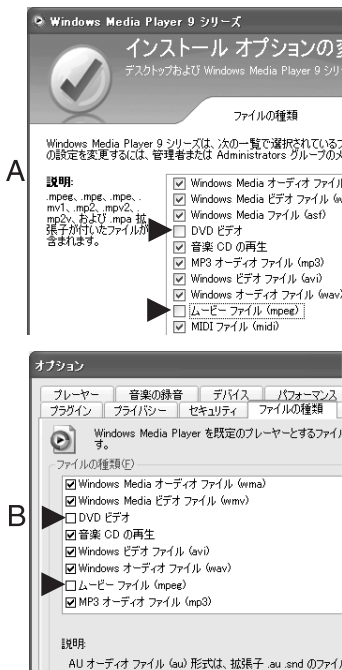 Windows Media Player 9 シリーズ
インストール オプションの変
デスクトップおよび Windows Media Player 9 シリ
ファイルの種類
Windows Media Player 9 シリーズは、次の一覧で選択されている
の設定を変更するには、管理者または Administrators グループのメ
A
説明:
.mpeg、.mpg、.mpe、.
mv1、.mp2、.mpv2、.
mp2v、および .mpa 拡
張子が付いたファイルが
含まれます。
Windows Media オーディオ ファイル
Windows Media ビデオ ファイル (w
Windows Media ファイル (asf)
DVD ビデオ
音楽 CD の再生
MP3 オーディオ ファイル (mp3)
Windows ビデオ ファイル (avi)
Windows オーディオ ファイル (wav)
ムービー ファイル (mpeg)
MIDI ファイル (midi)
オプション
プレーヤー 音楽の録音 デバイス パフォーマンス
プラグイン プライバシー セキュリティ ファイルの種類
Windows Media Player を既定のプレーヤーとするファイル
す。
ファイルの種類(F)
B
Windows Media オーディオ ファイル (wma)
Windows Media ビデオ ファイル (wmv)
DVD ビデオ
音楽 CD の再生
Windows ビデオ ファイル (avi)
Windows オーディオ ファイル (wav)
ムービー ファイル (mpeg)
MP3 オーディオ ファイル (mp3)
説明:
AU オーディオ ファイル (au) 形式は、拡張子 .au .snd のファイル